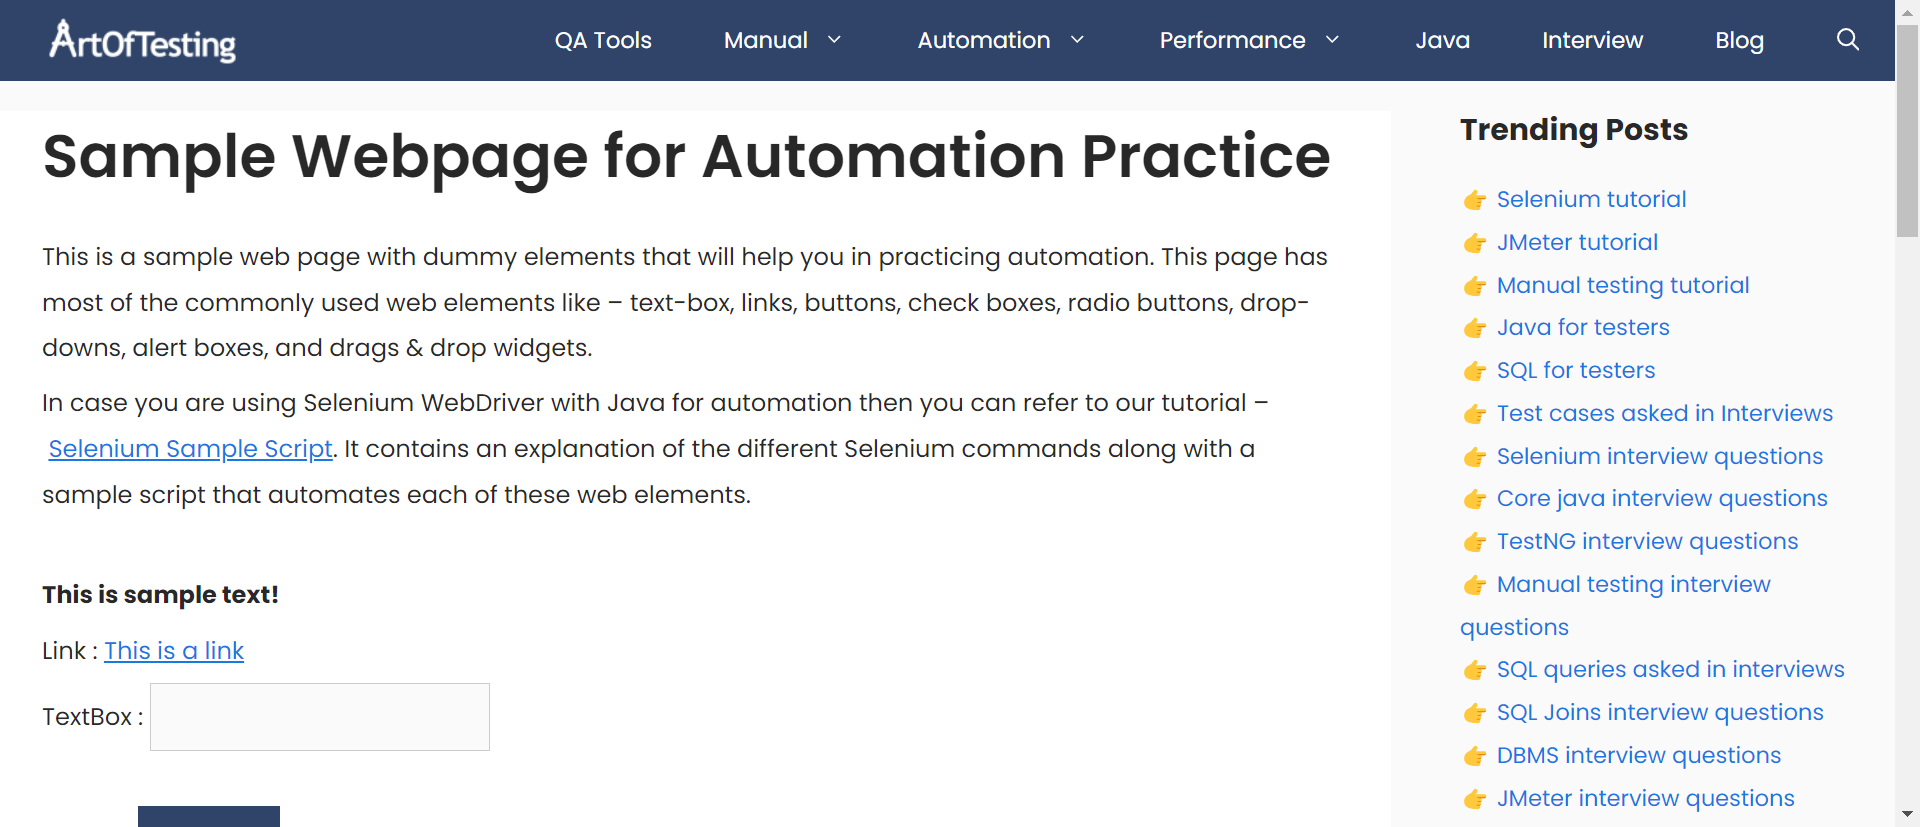 ArtOfTesting
QA Tools
Manual
Automation
Performance
Java
Interview
Blog
Sample Webpage for Automation Practice
This is a sample web page with dummy elements that will help you in practicing automation. This page has
most of the commonly used web elements like – text-box, links, buttons, check boxes, radio buttons, drop-
downs, alert boxes, and drags & drop widgets.
In case you are using Selenium WebDriver with Java for automation then you can refer to our tutorial –
Selenium Sample Script. It contains an explanation of the different Selenium commands along with a
sample script that automates each of these web elements.
This is sample text!
Link : This is a link
TextBox :
Trending Posts
👉 Selenium tutorial
👉 JMeter tutorial
👉 Manual testing tutorial
👉 Java for testers
👉 SQL for testers
👉 Test cases asked in Interviews
👉 Selenium interview questions
👉 Core java interview questions
👉 TestNG interview questions
👉 Manual testing interview
questions
👉 SQL queries asked in interviews
👉 SQL Joins interview questions
👉 DBMS interview questions
👉 JMeter interview questions